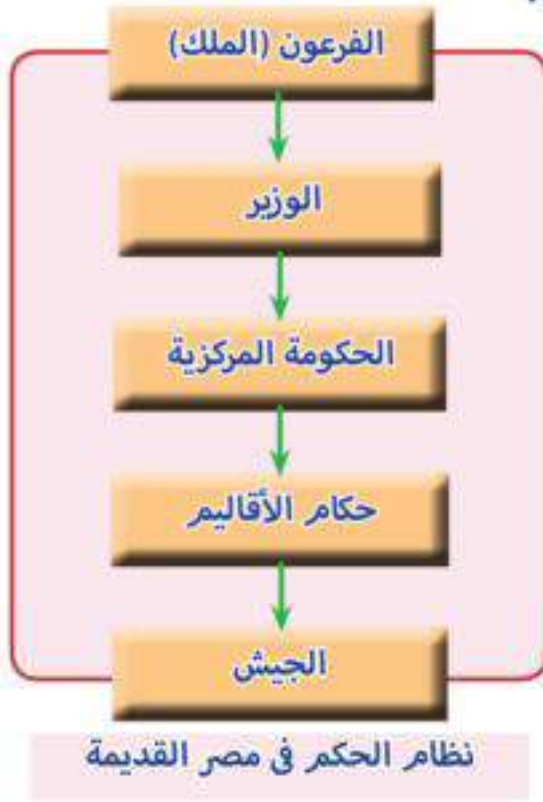 الفرعون (الملك)
الوزير
الحكومة المركزية
حكام الأقاليم
الجيش
نظام الحكم فى مصر القديمة